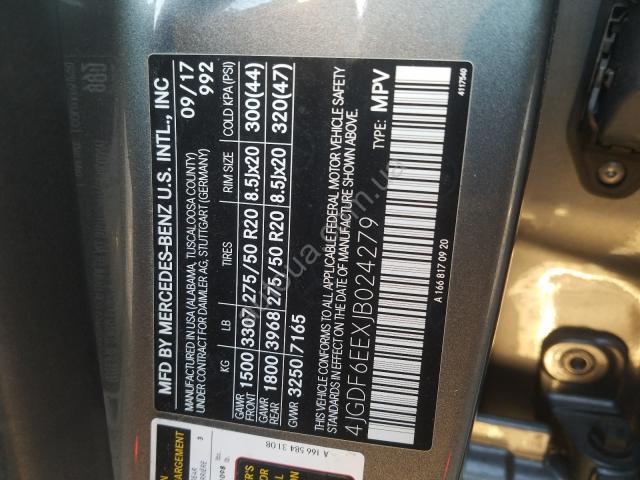 MFD BY MERCEDES-BENZ U.S. INTL., INC
MANUFACTURED IN USA (ALABAMA, TUSCALOOSA COUNTY)
UNDER CONTRACT FOR DAIMLER AG, STUTTGART (GERMANY)
09/17
992
KG LB TIRES RIM SIZE COLD KPA (PSI)
GAWR FRONT 1500 3307 275/50 R20 8.5Jx20 300(44)
GAWR REAR 1800 3968 275/50 R20 8.5Jx20 320(47)
GVWR 3250 7165
THIS VEHICLE CONFORMS TO ALL APPLICABLE FEDERAL MOTOR VEHICLE SAFETY
STANDARDS IN EFFECT ON THE DATE OF MANUFACTURE SHOWN ABOVE.
4JGDF6EEXJB024279
TYPE: MPV
A 166 817 09 20
4117540
A 166 584 31 08